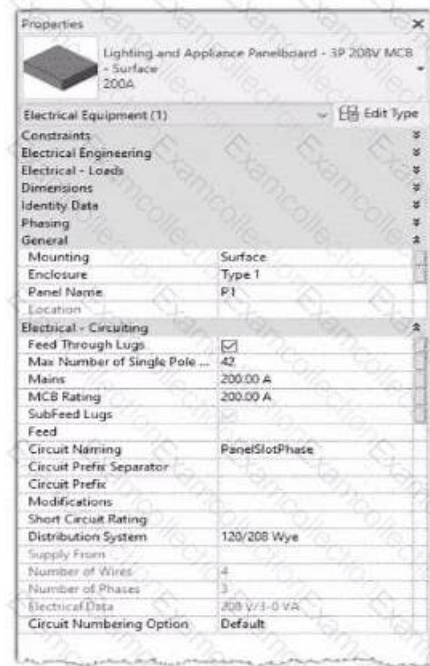 Properties
Lighting and Appliance Panelboard - 3P 208V MCB
- Surface
200A
Electrical Equipment (1) Edit Type
Constraints
Electrical Engineering
Electrical - Loads
Dimensions
Identity Data
Phasing
General
Mounting Surface
Enclosure Type 1
Panel Name P1
Location
Electrical - Circuiting
Feed Through Lugs
Max Number of Single Pole ... 42
Mains 200.00 A
MCB Rating 200.00 A
SubFeed Lugs
Feed
Circuit Naming PanelSlotPhase
Circuit Prefix Separator
Circuit Prefix
Modifications
Short Circuit Rating
Distribution System 120/208 Wye
Supply From
Number of Wires 4
Number of Phases 3
Electrical Data 208 V/3-0 VA
Circuit Numbering Option Default